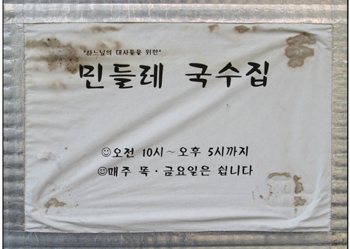 "하느님의 대사들을 위한"
민들레 국수집
☺오전 10시~오후 5시까지
☺매주 목·금요일은 쉽니다